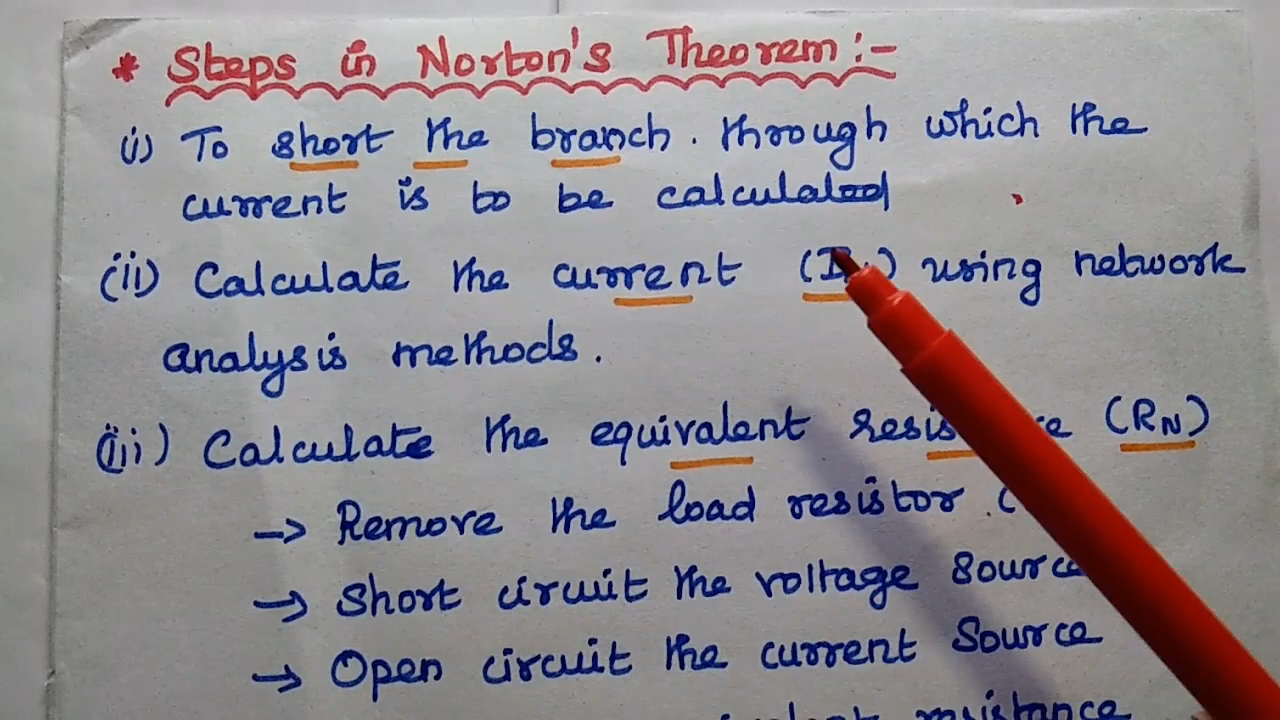 * Steps in Norton's Theorem :-
(i) To short the branch. through which the
current is to be calculated
(ii) Calculate the current using network
analysis methods.
(iii) Calculate the equivalent (RN)
-> Remove the load resistor
-> Short circuit the voltage source
-> Open circuit the current Source
resistance